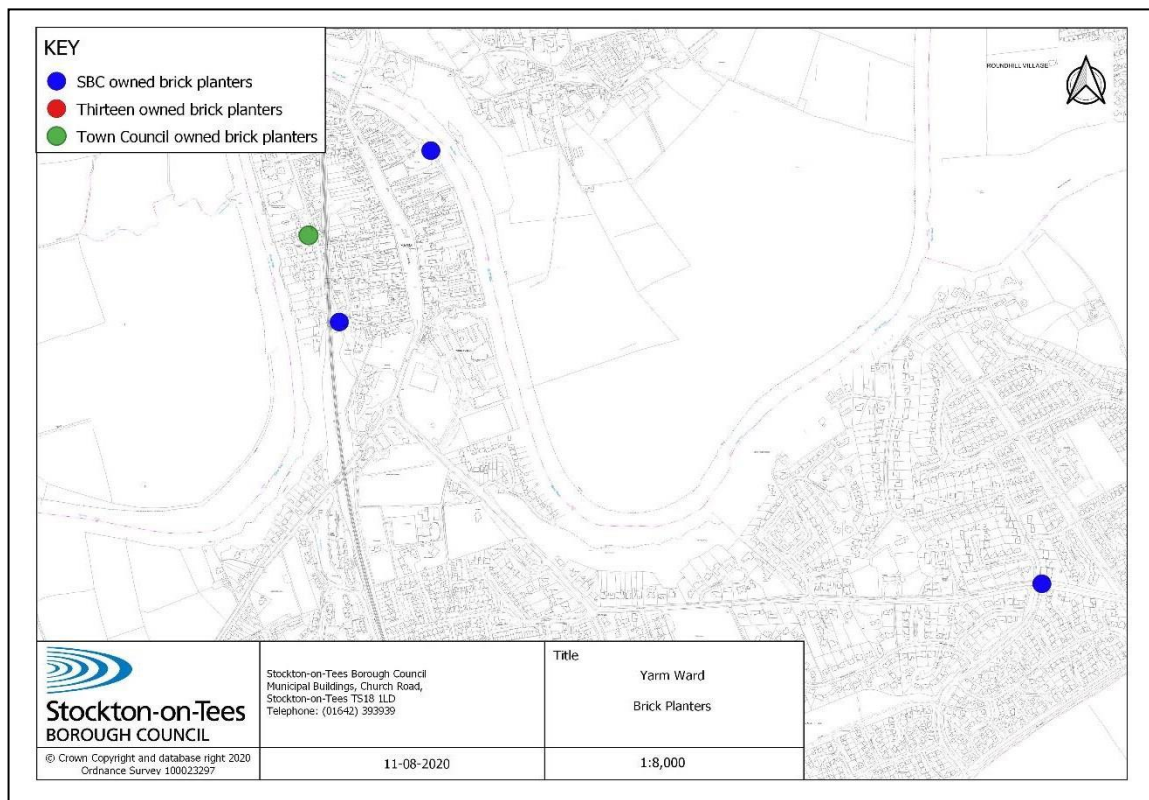 KEY
SBC owned brick planters
Thirteen owned brick planters
Town Council owned brick planters
ROUNDHILL VILLAGE
Stockton-on-Tees
BOROUGH COUNCIL
© Crown Copyright and database right 2020
Ordnance Survey 100023297
Stockton-on-Tees Borough Council
Municipal Buildings, Church Road,
Stockton-on-Tees TS18 1LD
Telephone: (01642) 393939
11-08-2020
Title
Yarm Ward
Brick Planters
1:8,000